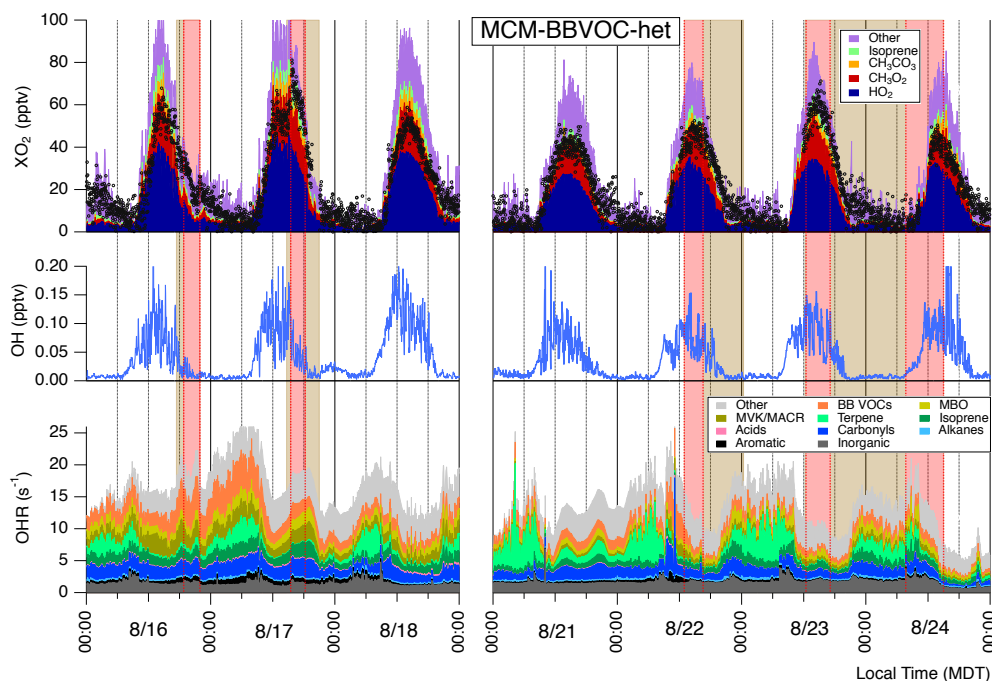 MCM-BBVOC-het
100
80
60
40
20
0
XO₂ (pptv)
Other
Isoprene
CH₃CO₃
CH₃O₂
HO₂
0.20
0.15
0.10
0.05
0.00
OH (pptv)
25
20
15
10
5
0
OHR (s⁻¹)
Other
BB VOCs
MBO
MVK/MACR
Terpene
Isoprene
Acids
Carbonyls
Alkanes
Aromatic
Inorganic
00:00
8/16
00:00
8/17
00:00
8/18
00:00
00:00
8/21
00:00
8/22
00:00
8/23
00:00
8/24
00:00
Local Time (MDT)